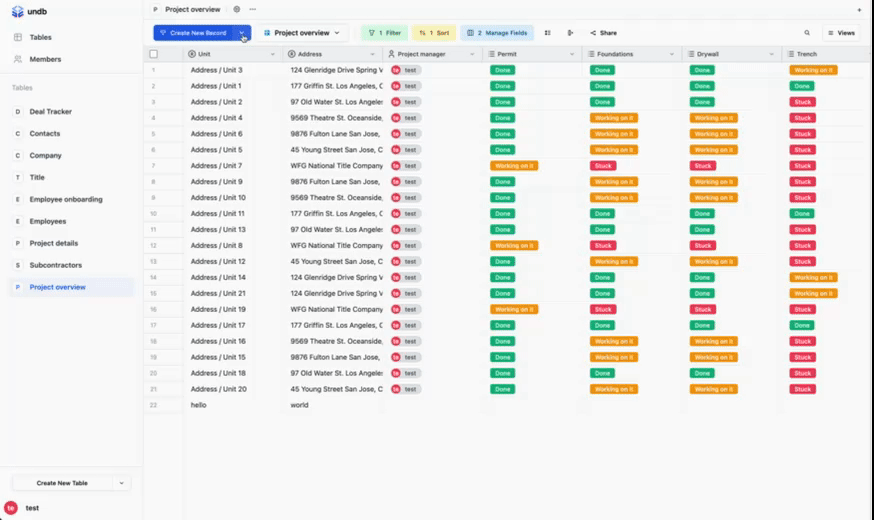 undb
Tables
Members
Tables
D Deal Tracker
C Contacts
C Company
T Title
E Employee onboarding
E Employees
P Project details
S Subcontractors
P Project overview
Create New Table
te test
P Project overview
Create New Record Project overview 1 Filter 1 Sort 2 Manage Fields Share Views
Unit Address Project manager Permit Foundations Drywall Trench
1 Address / Unit 3 124 Glenridge Drive Spring V te test Done Done Done Working on it
2 Address / Unit 1 177 Griffin St. Los Angeles, C te test Done Done Done Done
3 Address / Unit 2 97 Old Water St. Los Angeles te test Done Done Done Stuck
4 Address / Unit 4 9569 Theatre St. Oceanside, te test Done Working on it Working on it Stuck
5 Address / Unit 6 9876 Fulton Lane San Jose, te test Done Working on it Working on it Stuck
6 Address / Unit 5 45 Young Street San Jose, C te test Done Working on it Working on it Stuck
7 Address / Unit 7 WFG National Title Company te test Working on it Stuck Stuck Stuck
8 Address / Unit 9 9876 Fulton Lane San Jose, te test Done Working on it Working on it Stuck
9 Address / Unit 10 9569 Theatre St. Oceanside, te test Done Working on it Working on it Stuck
10 Address / Unit 11 177 Griffin St. Los Angeles, C te test Done Done Done Done
11 Address / Unit 13 97 Old Water St. Los Angeles te test Done Done Done Stuck
12 Address / Unit 8 WFG National Title Company te test Working on it Stuck Stuck Stuck
13 Address / Unit 12 45 Young Street San Jose, C te test Done Working on it Working on it Stuck
14 Address / Unit 14 124 Glenridge Drive Spring V te test Done Done Done Working on it
15 Address / Unit 21 124 Glenridge Drive Spring V te test Done Done Done Working on it
16 Address / Unit 19 WFG National Title Company te test Working on it Stuck Stuck Stuck
17 Address / Unit 17 177 Griffin St. Los Angeles, C te test Done Done Done Done
18 Address / Unit 16 9569 Theatre St. Oceanside, te test Done Working on it Working on it Stuck
19 Address / Unit 15 9876 Fulton Lane San Jose, te test Done Working on it Working on it Stuck
20 Address / Unit 18 97 Old Water St. Los Angeles te test Done Done Done Stuck
21 Address / Unit 20 45 Young Street San Jose, C te test Done Working on it Working on it Stuck
22 hello world